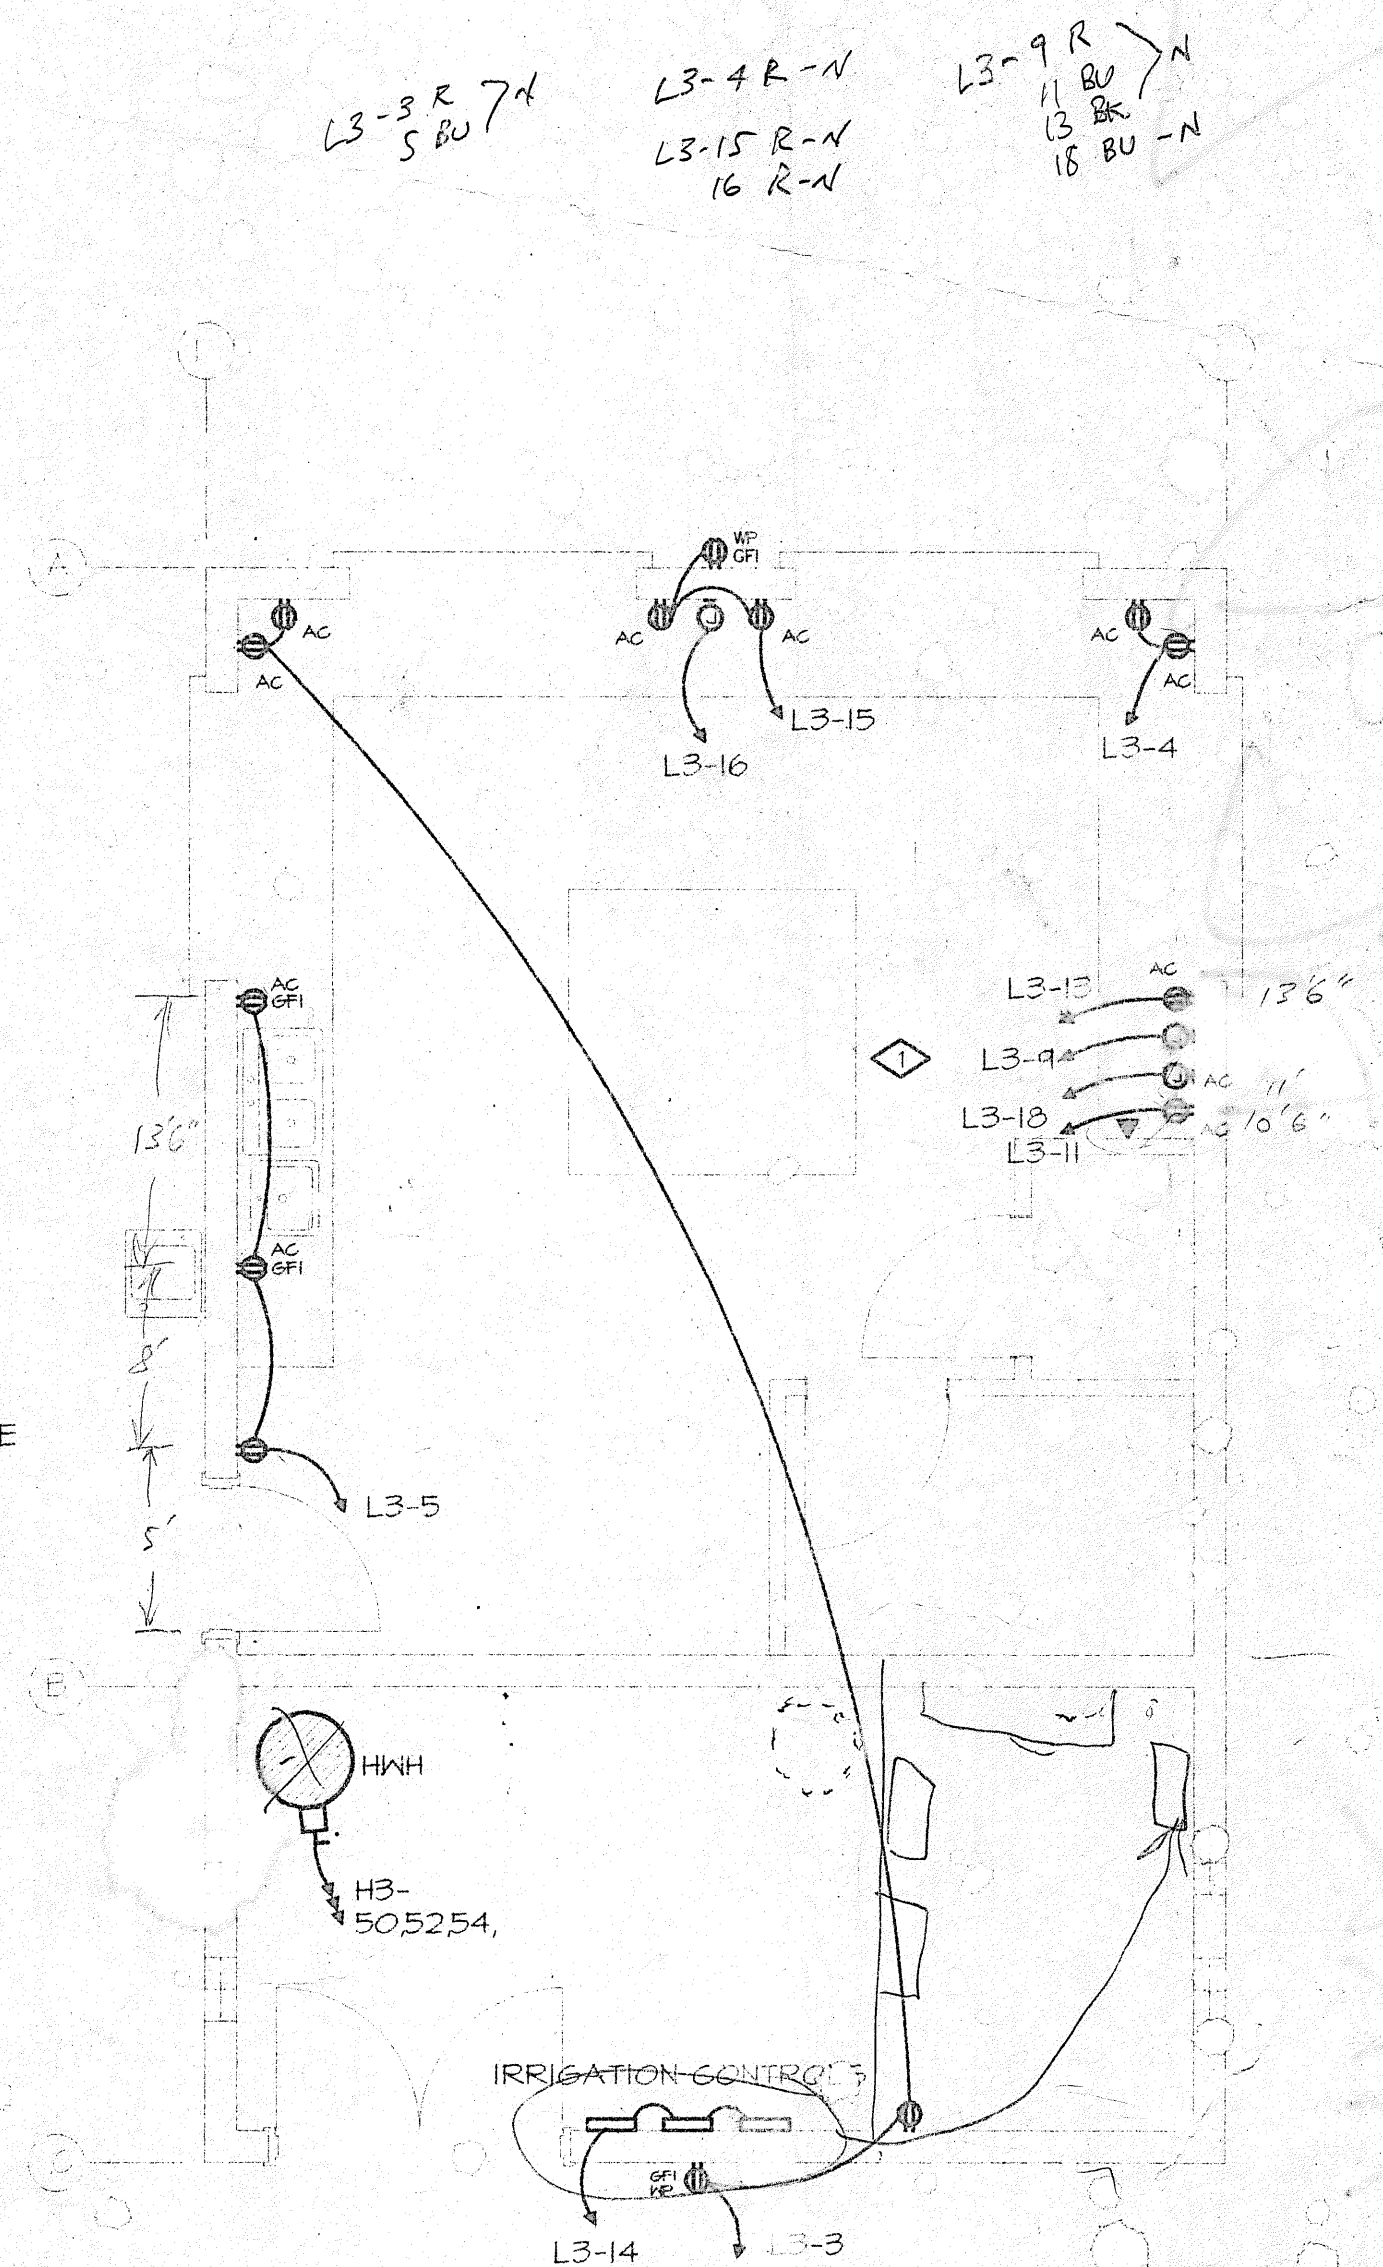 L3-3 R
5 BU } N
L3-4 R-N
L3-15 R-N
16 R-N
L3-9 R
11 BU
13 BK } N
18 BU -N
A
WP
GFI
AC
AC
AC
AC
AC
AC
L3-15
L3-16
L3-4
AC
GFI
13'6"
AC
GFI
8'
E
L3-5
5'
L3-13
AC
13'6"
1
L3-9
AC
11'
L3-18
AC
10'6"
L3-11
B
HWH
H3-
50,52,54,
IRRIGATION CONTROLS
GFI
WP
C
L3-14
L3-3